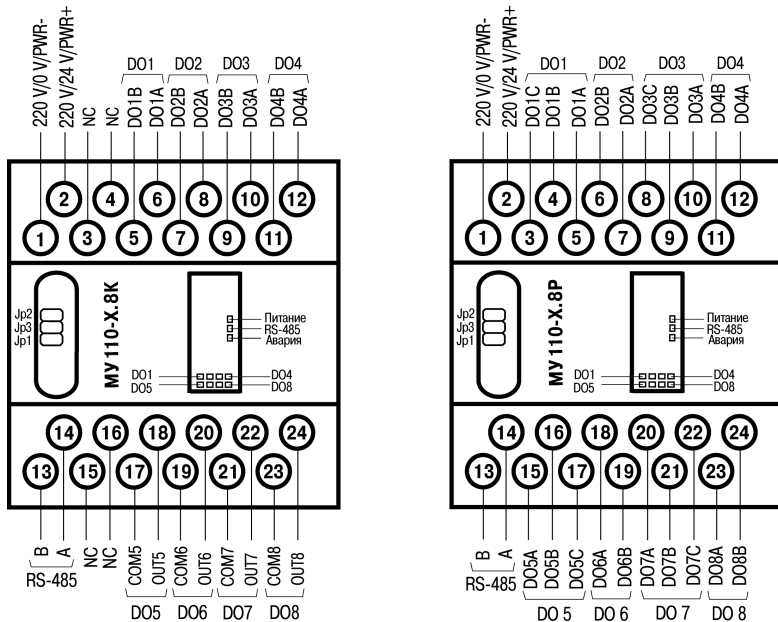 220 V/0 V/PWR-
220 V/24 V/PWR+
NC
NC
DO1
DO1B
DO1A
DO2
DO2B
DO2A
DO3
DO3B
DO3A
DO4
DO4B
DO4A
2
4
6
8
10
12
1
3
5
7
9
11
Jp2
Jp3
Jp1
МУ110-Х.8К
Питание
RS-485
Авария
DO1
DO4
DO5
DO8
14
16
18
20
22
24
13
15
17
19
21
23
B
A
NC
NC
COM5
OUT5
COM6
OUT6
COM7
OUT7
COM8
OUT8
RS-485
DO5
DO6
DO7
DO8
220 V/0 V/PWR-
220 V/24 V/PWR+
DO1
DO1C
DO1B
DO1A
DO2
DO2B
DO2A
DO3
DO3C
DO3B
DO3A
DO4
DO4B
DO4A
2
4
6
8
10
12
1
3
5
7
9
11
Jp2
Jp3
Jp1
МУ110-Х.8Р
Питание
RS-485
Авария
DO1
DO4
DO5
DO8
14
16
18
20
22
24
13
15
17
19
21
23
B
A
DO5A
DO5B
DO5C
DO6A
DO6B
DO7A
DO7B
DO7C
DO8A
DO8B
RS-485
DO 5
DO 6
DO 7
DO 8